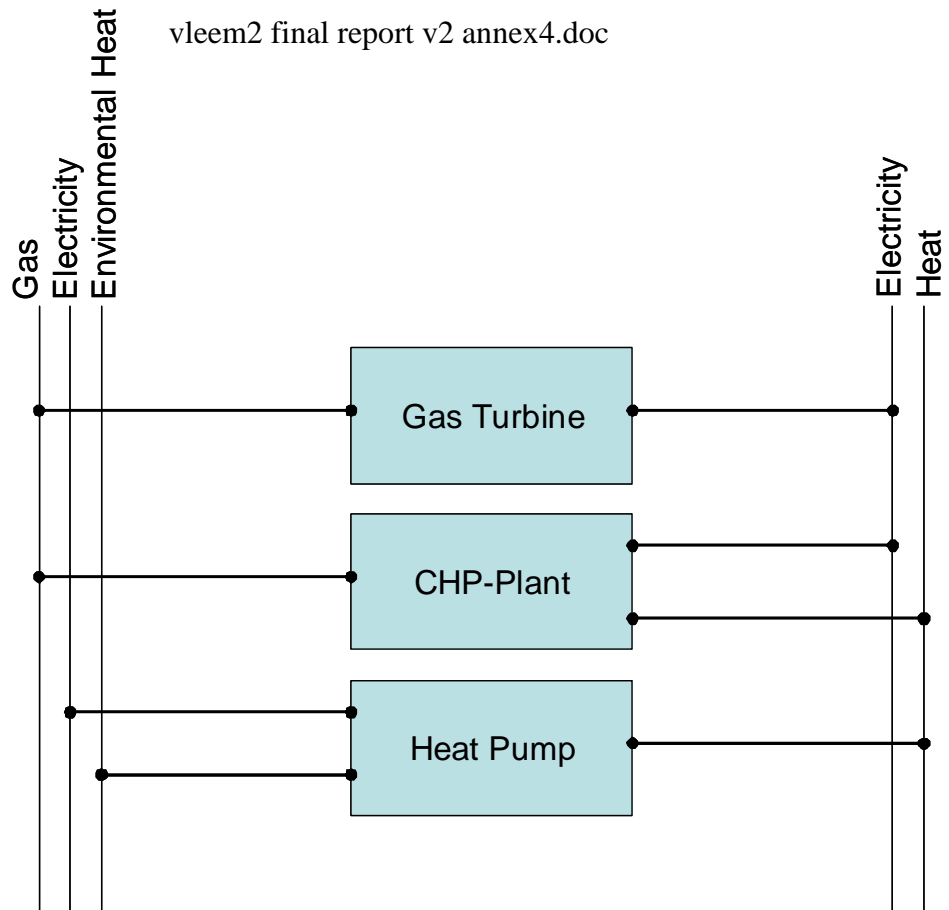 vleem2 final report v2 annex4.doc
Gas
Electricity
Environmental Heat
Electricity
Heat
Gas Turbine
CHP-Plant
Heat Pump